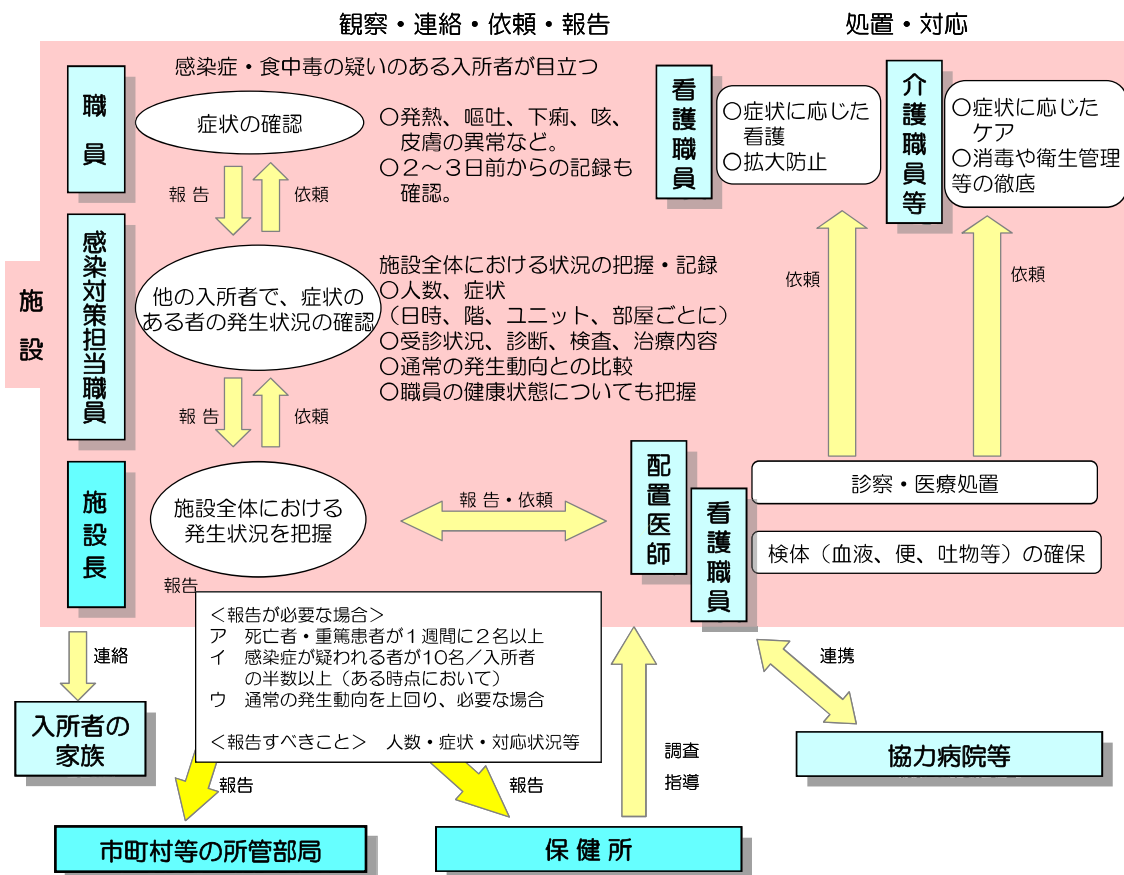 観察・連絡・依頼・報告
処置・対応
感染症・食中毒の疑いのある入所者が目立つ
職員
症状の確認
○発熱、嘔吐、下痢、咳、
皮膚の異常など。
○２～３日前からの記録も
確認。
看護職員
○症状に応じた
看護
○拡大防止
介護職員等
○症状に応じた
ケア
○消毒や衛生管理
等の徹底
報 告
依頼
施設
感染対策担当職員
他の入所者で、症状の
ある者の発生状況の確認
施設全体における状況の把握・記録
○人数、症状
（日時、階、ユニット、部屋ごとに）
○受診状況、診断、検査、治療内容
○通常の発生動向との比較
○職員の健康状態についても把握
依頼
依頼
報 告
依頼
施設長
施設全体における
発生状況を把握
報 告・依頼
配置医師
看護職員
診察・医療処置
検体（血液、便、吐物等）の確保
報告
＜報告が必要な場合＞
ア　死亡者・重篤患者が１週間に２名以上
イ　感染症が疑われる者が10名／入所者
の半数以上（ある時点において）
ウ　通常の発生動向を上回り、必要な場合
＜報告すべきこと＞　人数・症状・対応状況等
連絡
入所者の
家族
報告
報告
調査
指導
連携
協力病院等
市町村等の所管部局
保 健 所